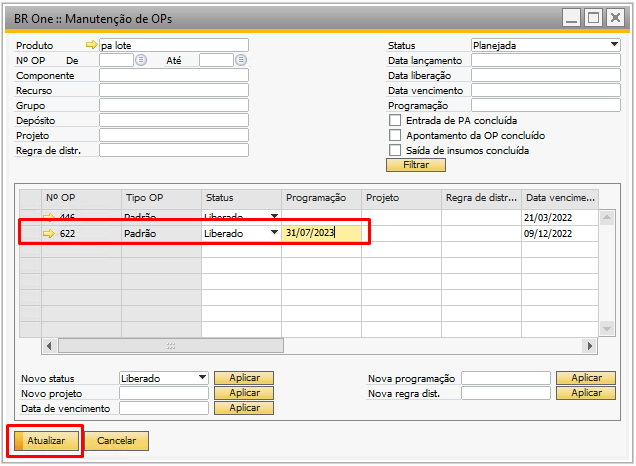 BR One :: Manutenção de OPs
Produto pa lote
Nº OP De Até
Componente
Recurso
Grupo
Depósito
Projeto
Regra de distr.
Status Planejada
Data lançamento
Data liberação
Data vencimento
Programação
Entrada de PA concluída
Apontamento da OP concluído
Saída de insumos concluída
Filtrar
Nº OP Tipo OP Status Programação Projeto Regra de distr... Data vencime...
446 Padrão Liberado 21/03/2022
622 Padrão Liberado 31/07/2023 09/12/2022
Novo status Liberado Aplicar
Novo projeto Aplicar
Data de vencimento Aplicar
Nova programação Aplicar
Nova regra dist. Aplicar
Atualizar Cancelar